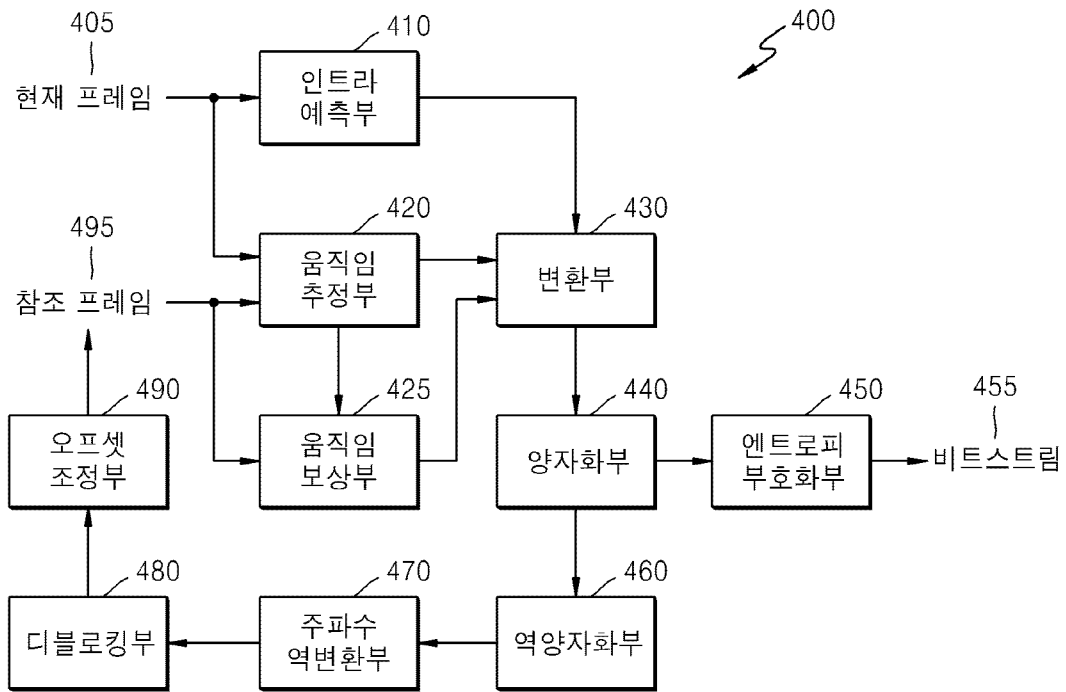 405
현재 프레임
410
인트라
예측부
400
495
참조 프레임
420
움직임
추정부
430
변환부
490
오프셋
조정부
425
움직임
보상부
440
양자화부
450
엔트로피
부호화부
455
비트스트림
480
디블로킹부
470
주파수
역변환부
460
역양자화부